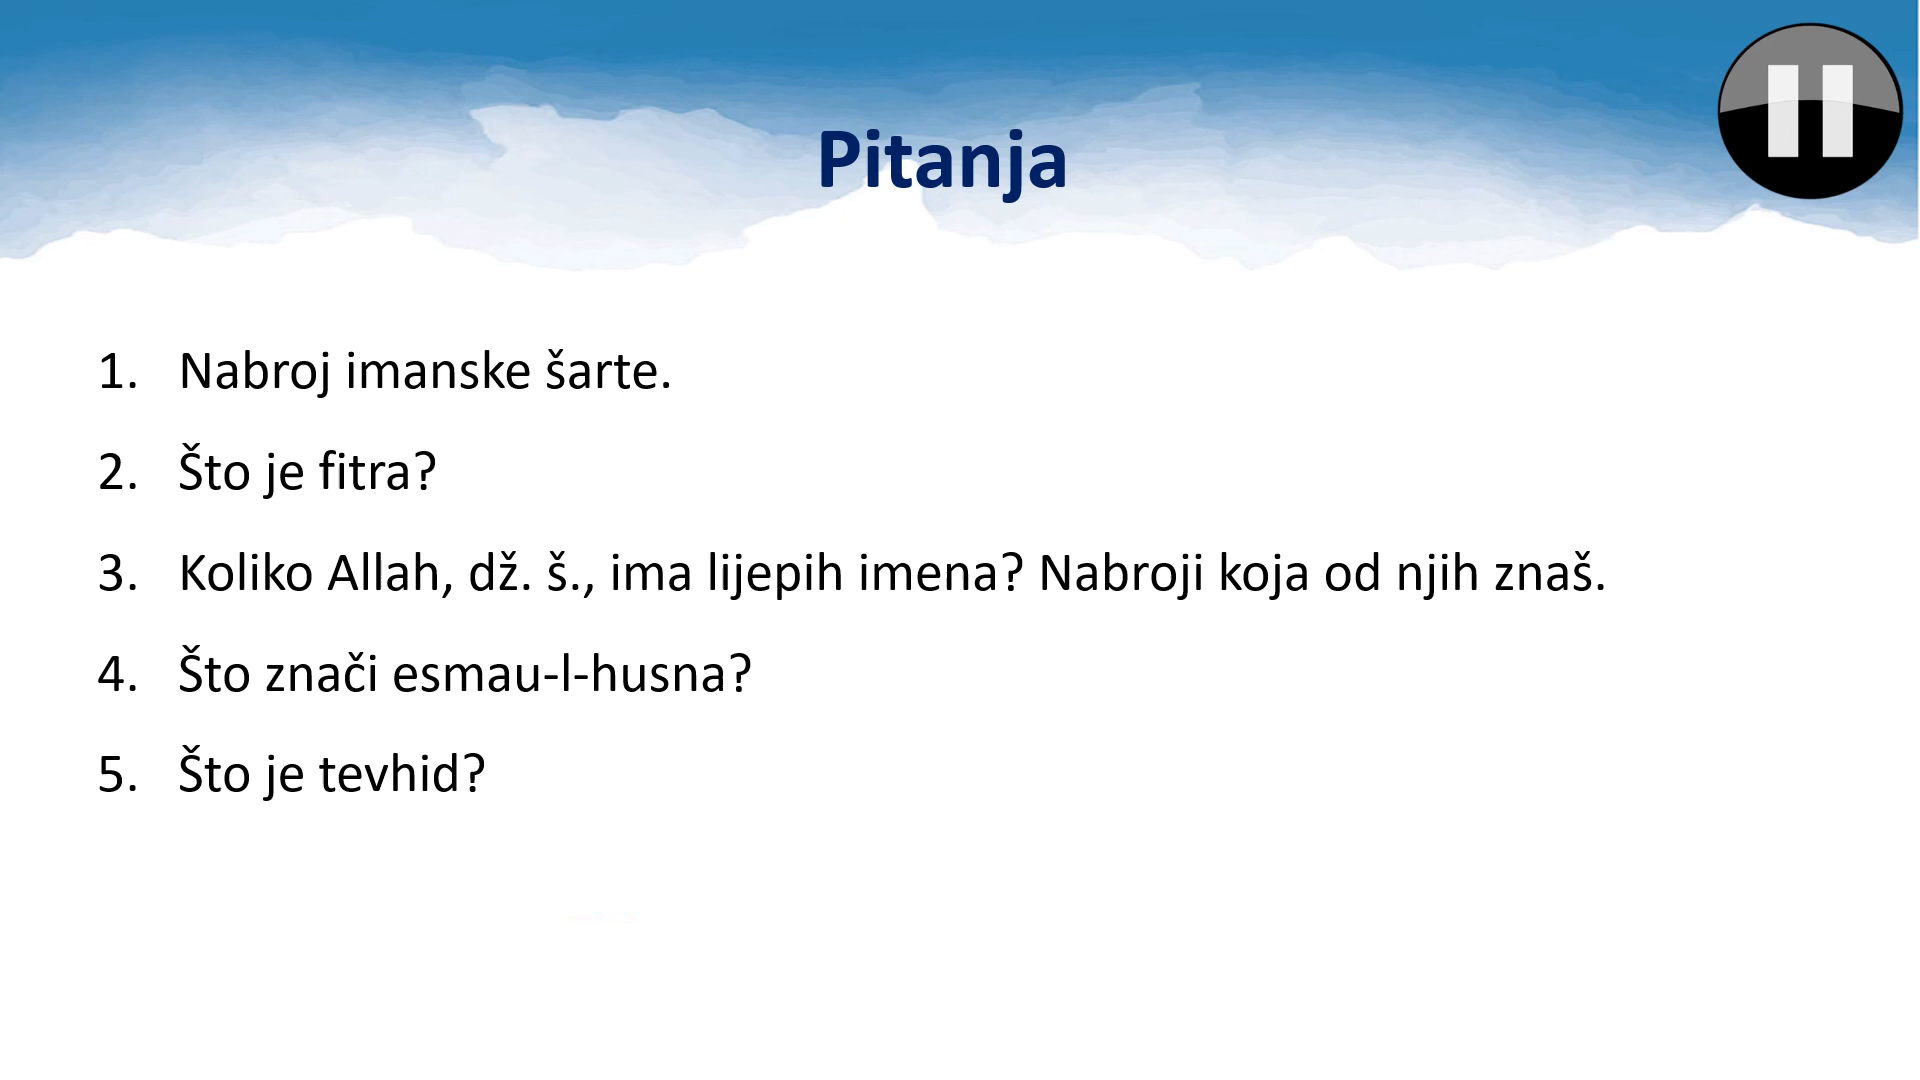 Pitanja
1. Nabroj imanske šarte.
2. Što je fitra?
3. Koliko Allah, dž. š., ima lijepih imena? Nabroji koja od njih znaš.
4. Što znači esmau-l-husna?
5. Što je tevhid?